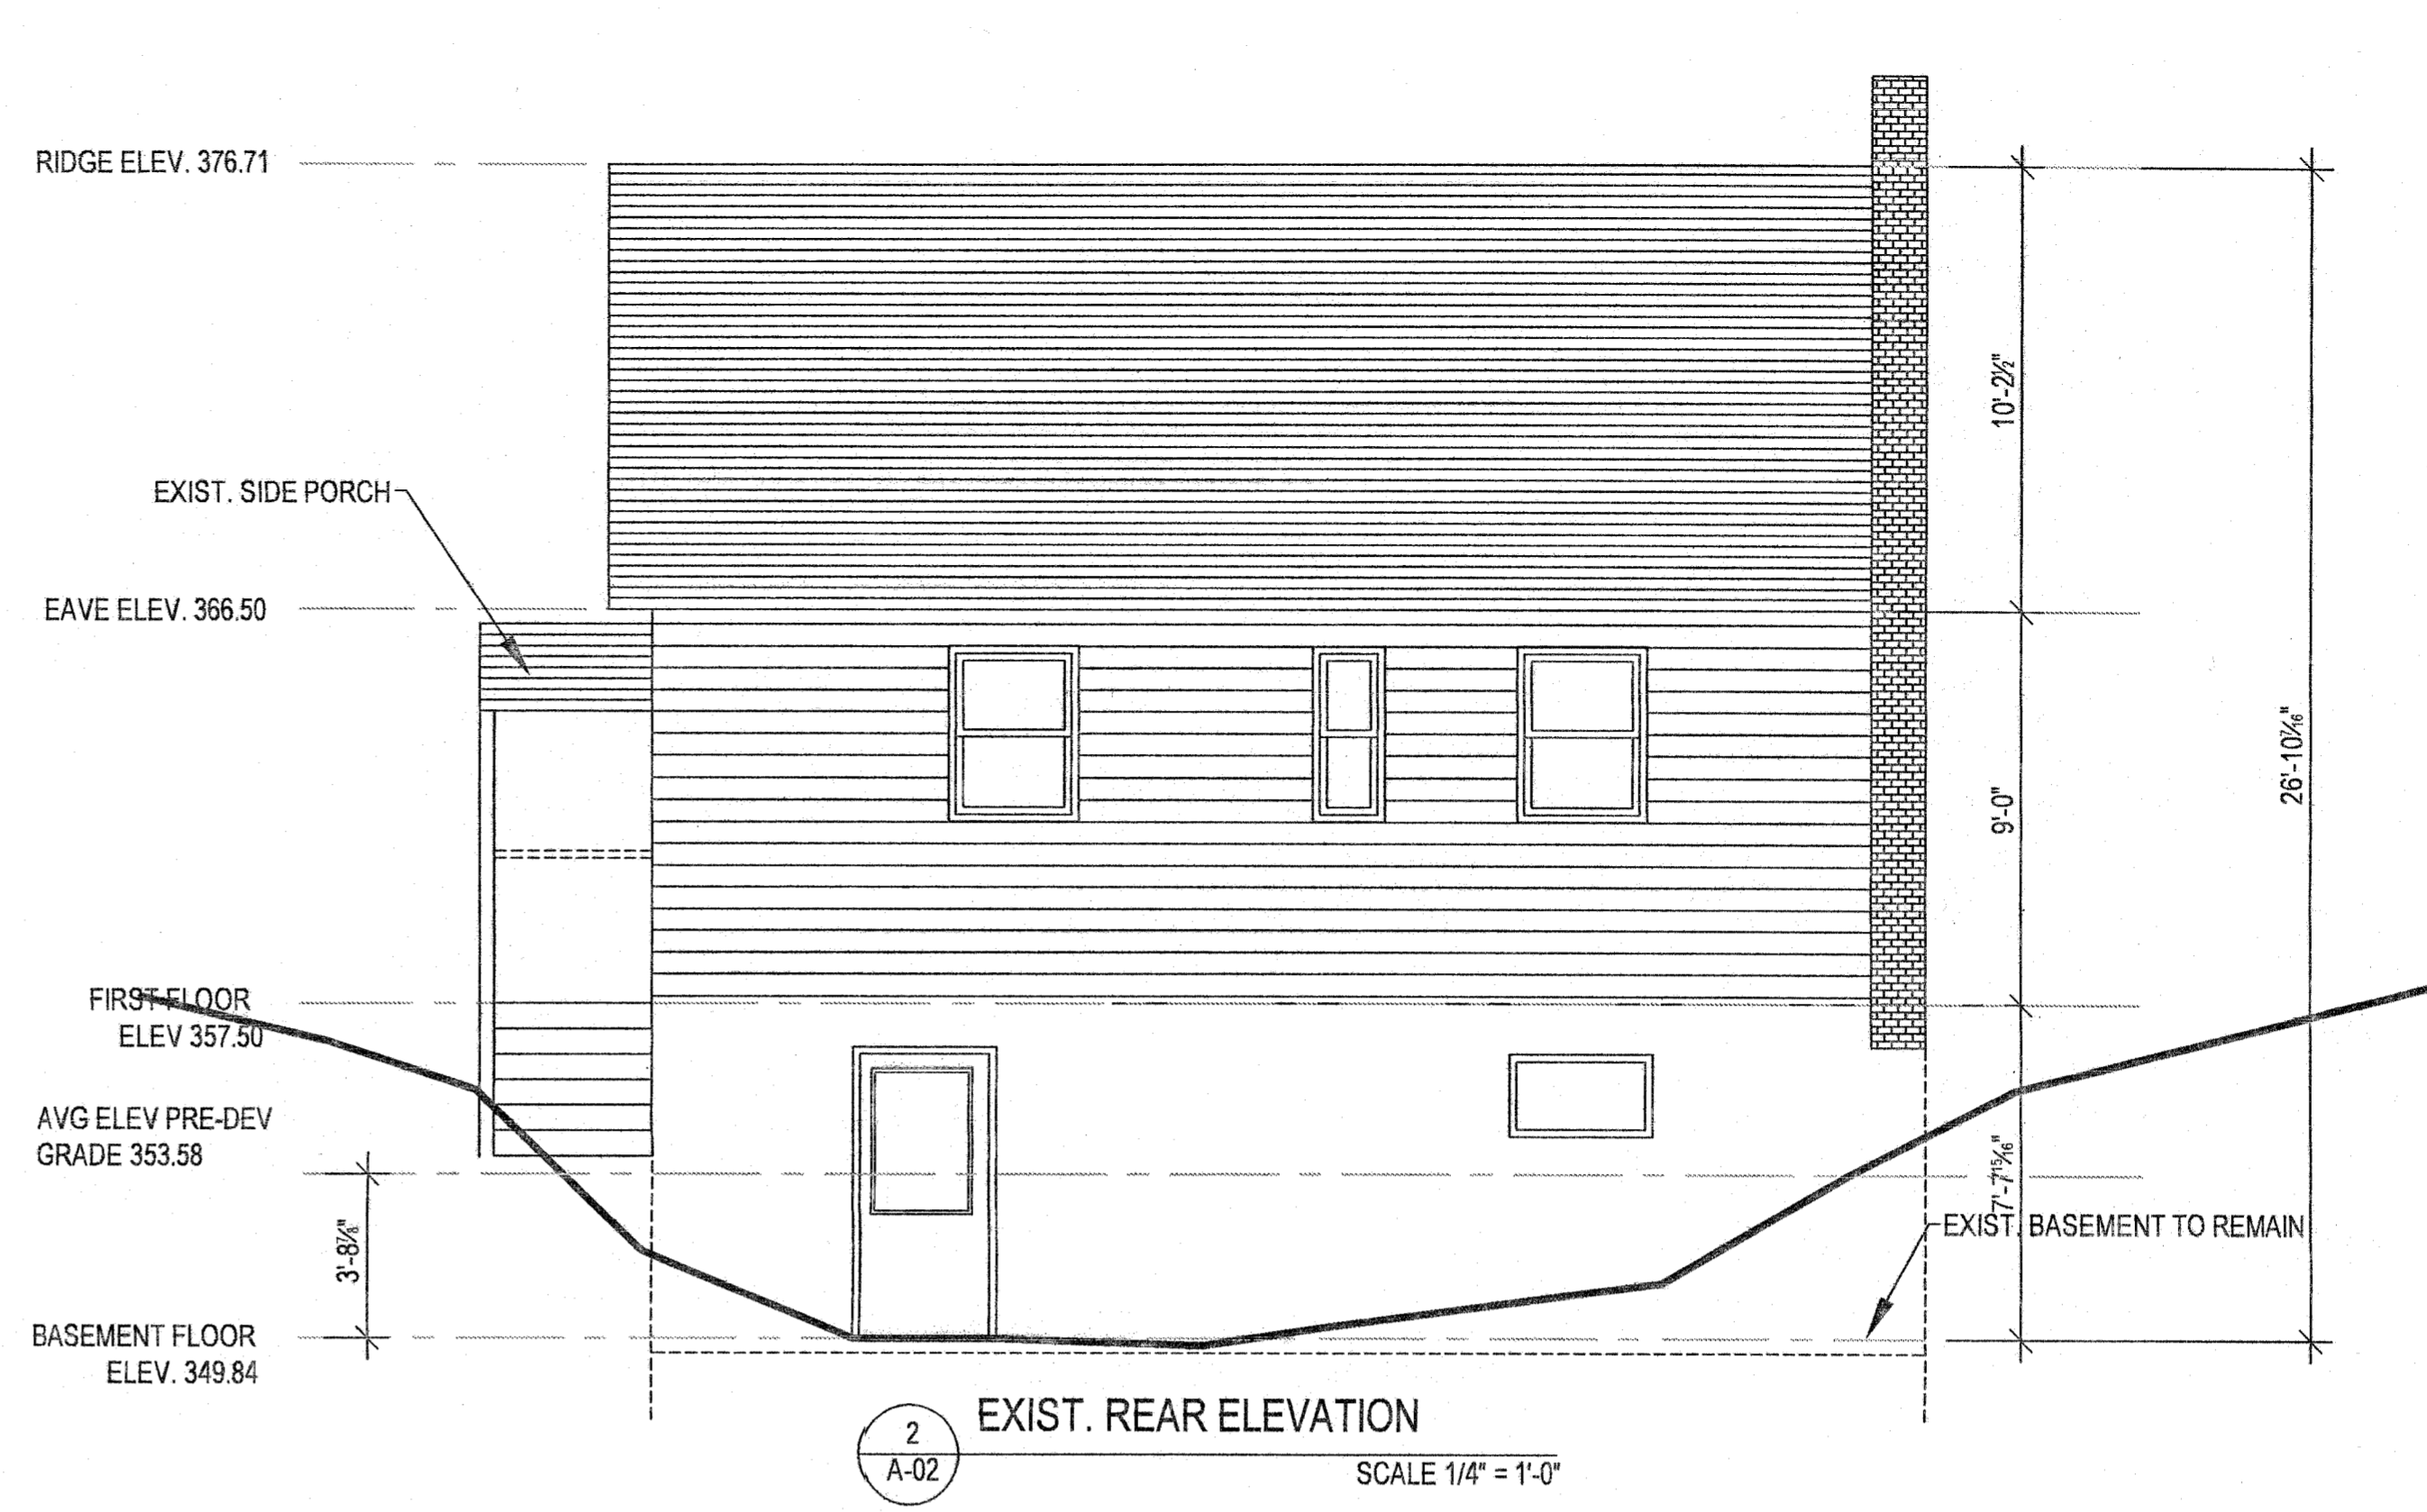 RIDGE ELEV. 376.71
10'-2½"
EXIST. SIDE PORCH
EAVE ELEV. 366.50
26'-10⁷⁄₁₆"
9'-0"
FIRST FLOOR
ELEV 357.50
AVG ELEV PRE-DEV
GRADE 353.58
7'-7¹⁵⁄₁₆"
EXIST. BASEMENT TO REMAIN
3'-8⅞"
BASEMENT FLOOR
ELEV. 349.84
2
A-02
EXIST. REAR ELEVATION
SCALE 1/4" = 1'-0"